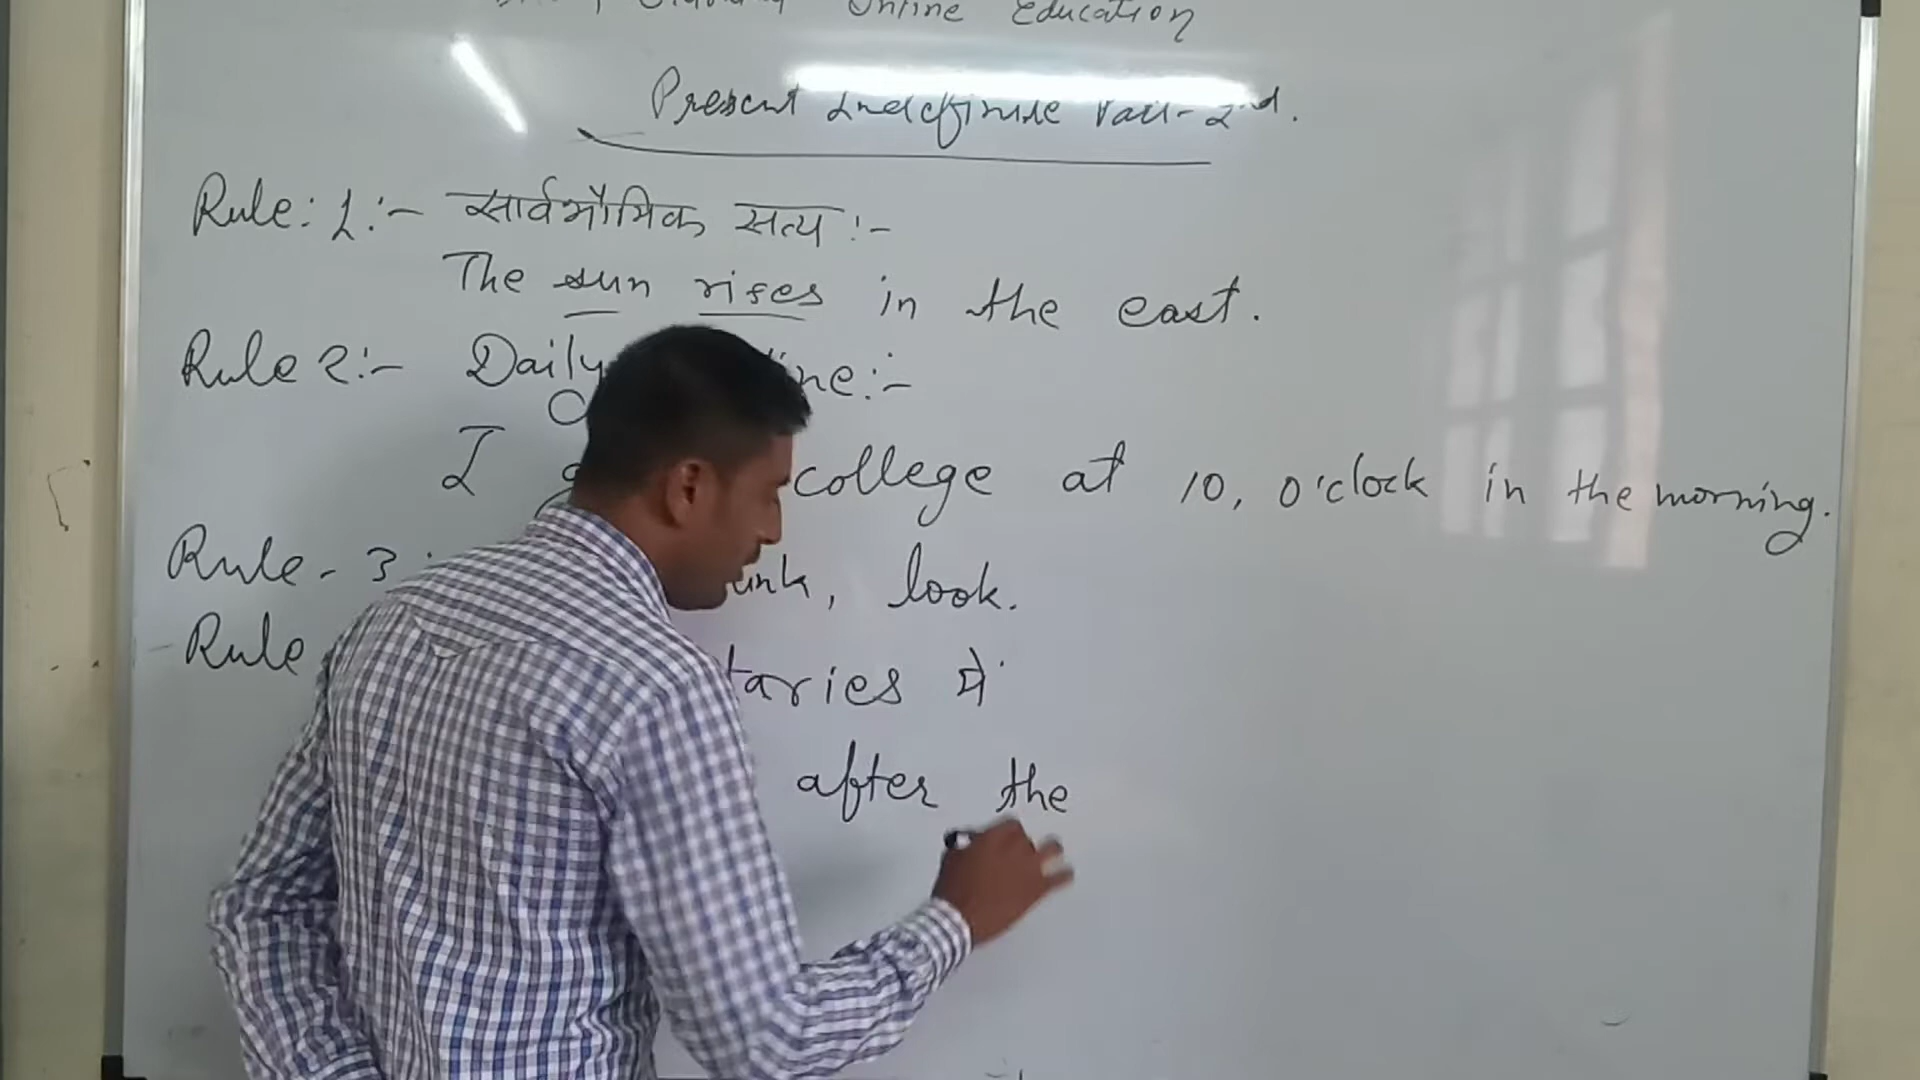 Online Education
Present Indefinite Part-2nd.
Rule: 1:- सार्वभौमिक सत्य :-
The sun rises in the east.
Rule 2:- Daily
I college at 10, o'clock in the morning.
Rule - 3 look.
Rule में
after the